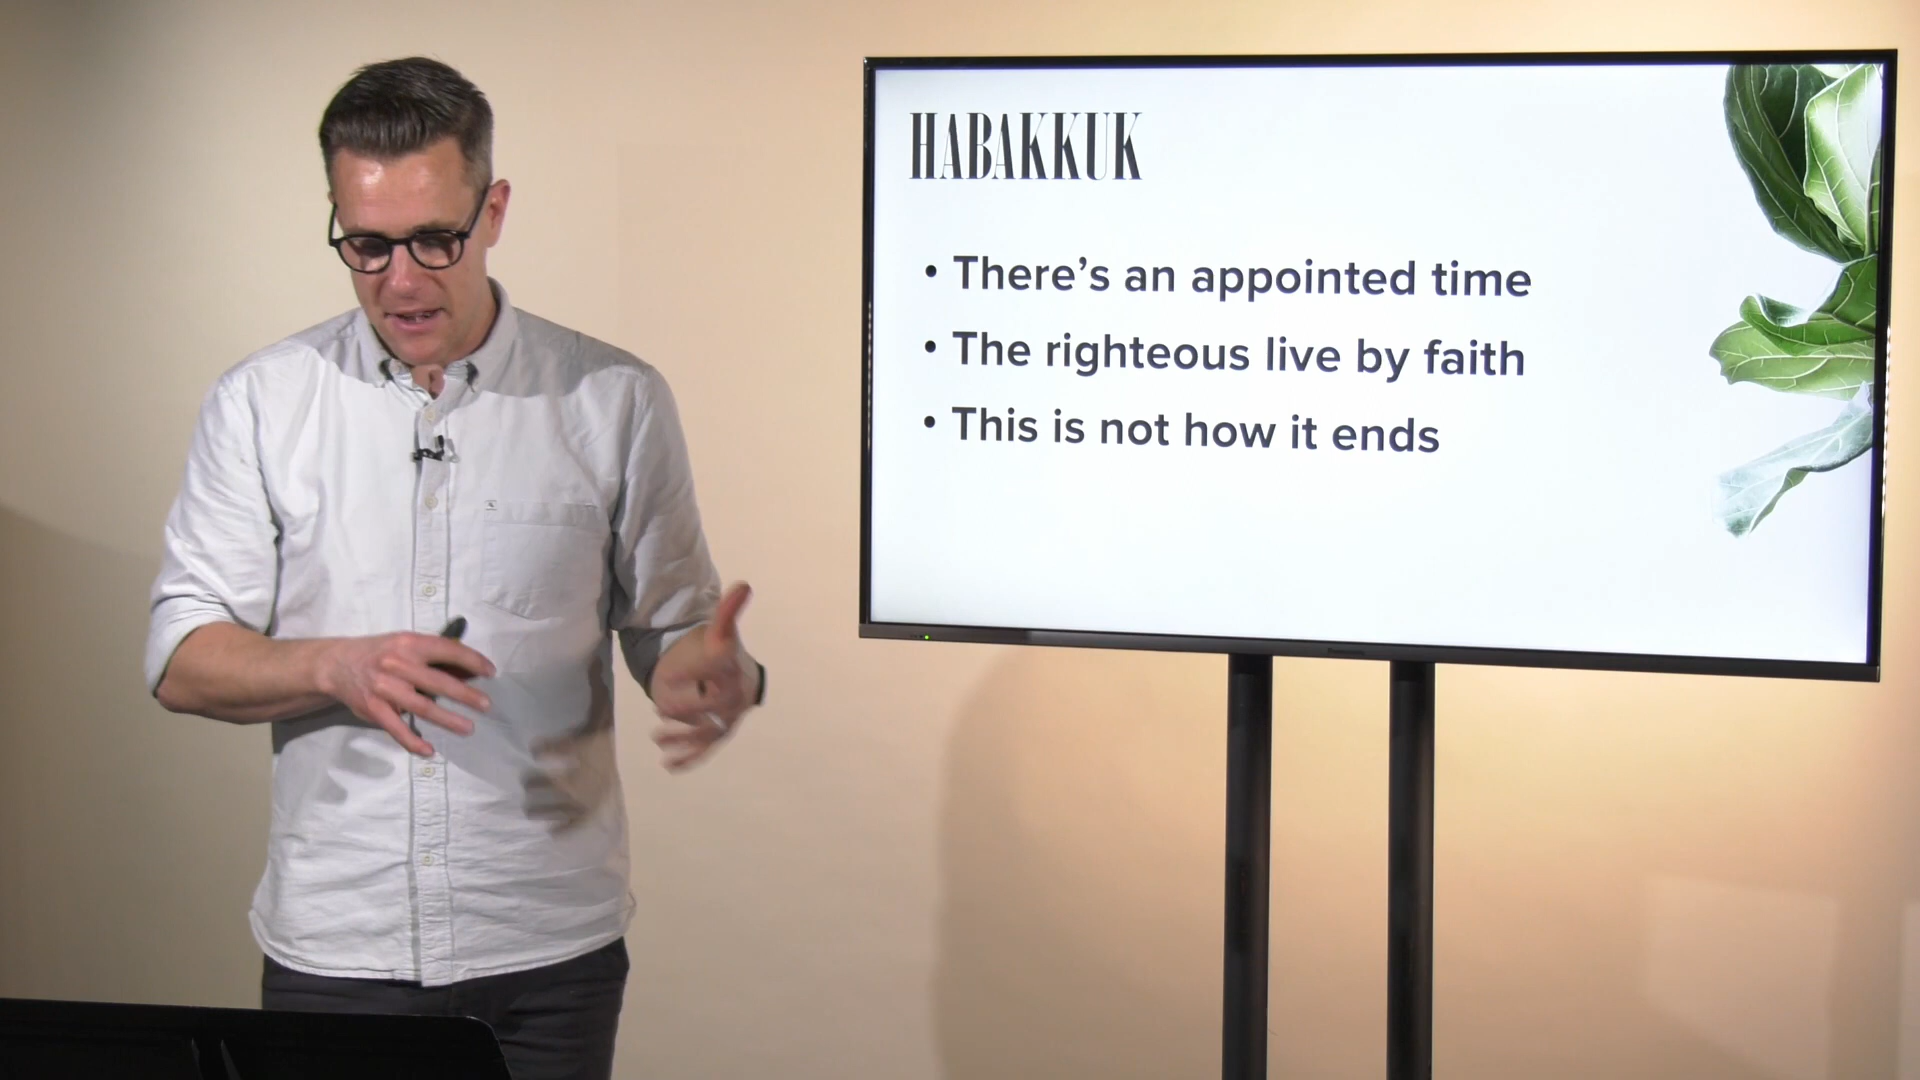 HABAKKUK
• There's an appointed time
• The righteous live by faith
• This is not how it ends